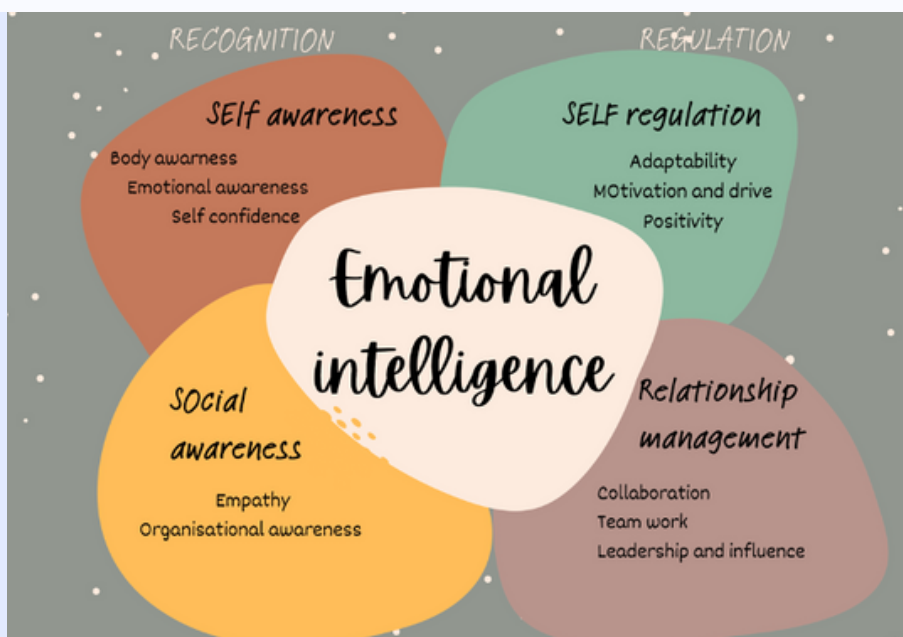 RECOGNITION
REGULATION
SElf awareness
Body awarness
Emotional awareness
Self confidence
SELF regulation
Adaptability
MOtivation and drive
Positivity
Emotional
intelligence
SOcial
awareness
Empathy
Organisational awareness
Relationship
management
Collaboration
Team work
Leadership and influence